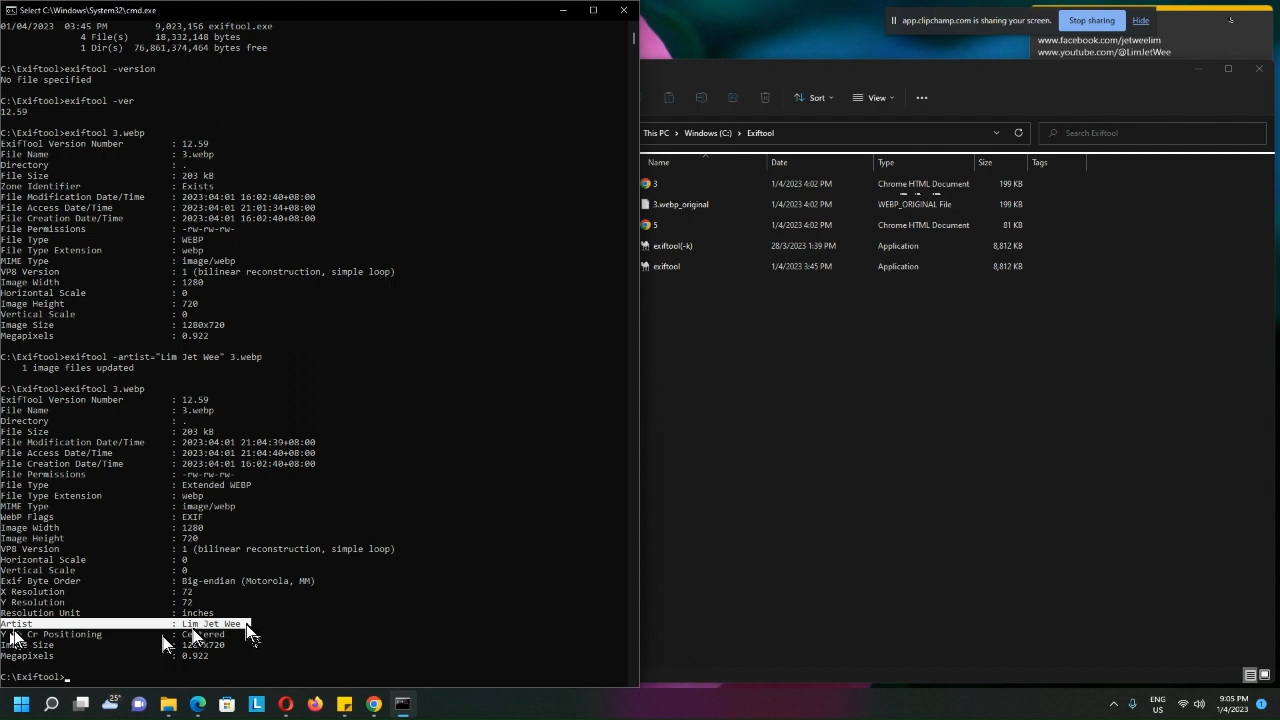 Select C:\Windows\System32\cmd.exe
01/04/2023 03:45 PM 9,023,156 exiftool.exe
4 File(s) 18,332,148 bytes
1 Dir(s) 76,861,374,464 bytes free
C:\Exiftool>exiftool -version
No file specified
C:\Exiftool>exiftool -ver
12.59
C:\Exiftool>exiftool 3.webp
ExifTool Version Number : 12.59
File Name : 3.webp
Directory : .
File Size : 203 kB
Zone Identifier : Exists
File Modification Date/Time : 2023:04:01 16:02:40+08:00
File Access Date/Time : 2023:04:01 21:01:34+08:00
File Creation Date/Time : 2023:04:01 16:02:40+08:00
File Permissions : -rw-rw-rw-
File Type : WEBP
File Type Extension : webp
MIME Type : image/webp
VP8 Version : 1 (bilinear reconstruction, simple loop)
Image Width : 1280
Horizontal Scale : 0
Image Height : 720
Vertical Scale : 0
Image Size : 1280x720
Megapixels : 0.922
C:\Exiftool>exiftool -artist="Lim Jet Wee" 3.webp
1 image files updated
C:\Exiftool>exiftool 3.webp
ExifTool Version Number : 12.59
File Name : 3.webp
Directory : .
File Size : 203 kB
File Modification Date/Time : 2023:04:01 21:04:39+08:00
File Access Date/Time : 2023:04:01 21:04:40+08:00
File Creation Date/Time : 2023:04:01 16:02:40+08:00
File Permissions : -rw-rw-rw-
File Type : Extended WEBP
File Type Extension : webp
MIME Type : image/webp
WebP Flags : EXIF
Image Width : 1280
Image Height : 720
VP8 Version : 1 (bilinear reconstruction, simple loop)
Horizontal Scale : 0
Vertical Scale : 0
Exif Byte Order : Big-endian (Motorola, MM)
X Resolution : 72
Y Resolution : 72
Resolution Unit : inches
Artist : Lim Jet Wee
Y Cr Positioning : Centered
Image Size : 1280x720
Megapixels : 0.922
C:\Exiftool>
app.clipchamp.com is sharing your screen. Stop sharing Hide
www.facebook.com/jetweelim
www.youtube.com/@LimJetWee
Sort View
This PC > Windows (C:) > Exiftool Search Exiftool
Name Date Type Size Tags
3 1/4/2023 4:02 PM Chrome HTML Document 199 KB
3.webp_original 1/4/2023 4:02 PM WEBP_ORIGINAL File 199 KB
5 1/4/2023 4:02 PM Chrome HTML Document 81 KB
exiftool(-k) 28/3/2023 1:39 PM Application 8,812 KB
exiftool 1/4/2023 3:45 PM Application 8,812 KB
25°
L
ENG
US
9:05 PM
1/4/2023
1